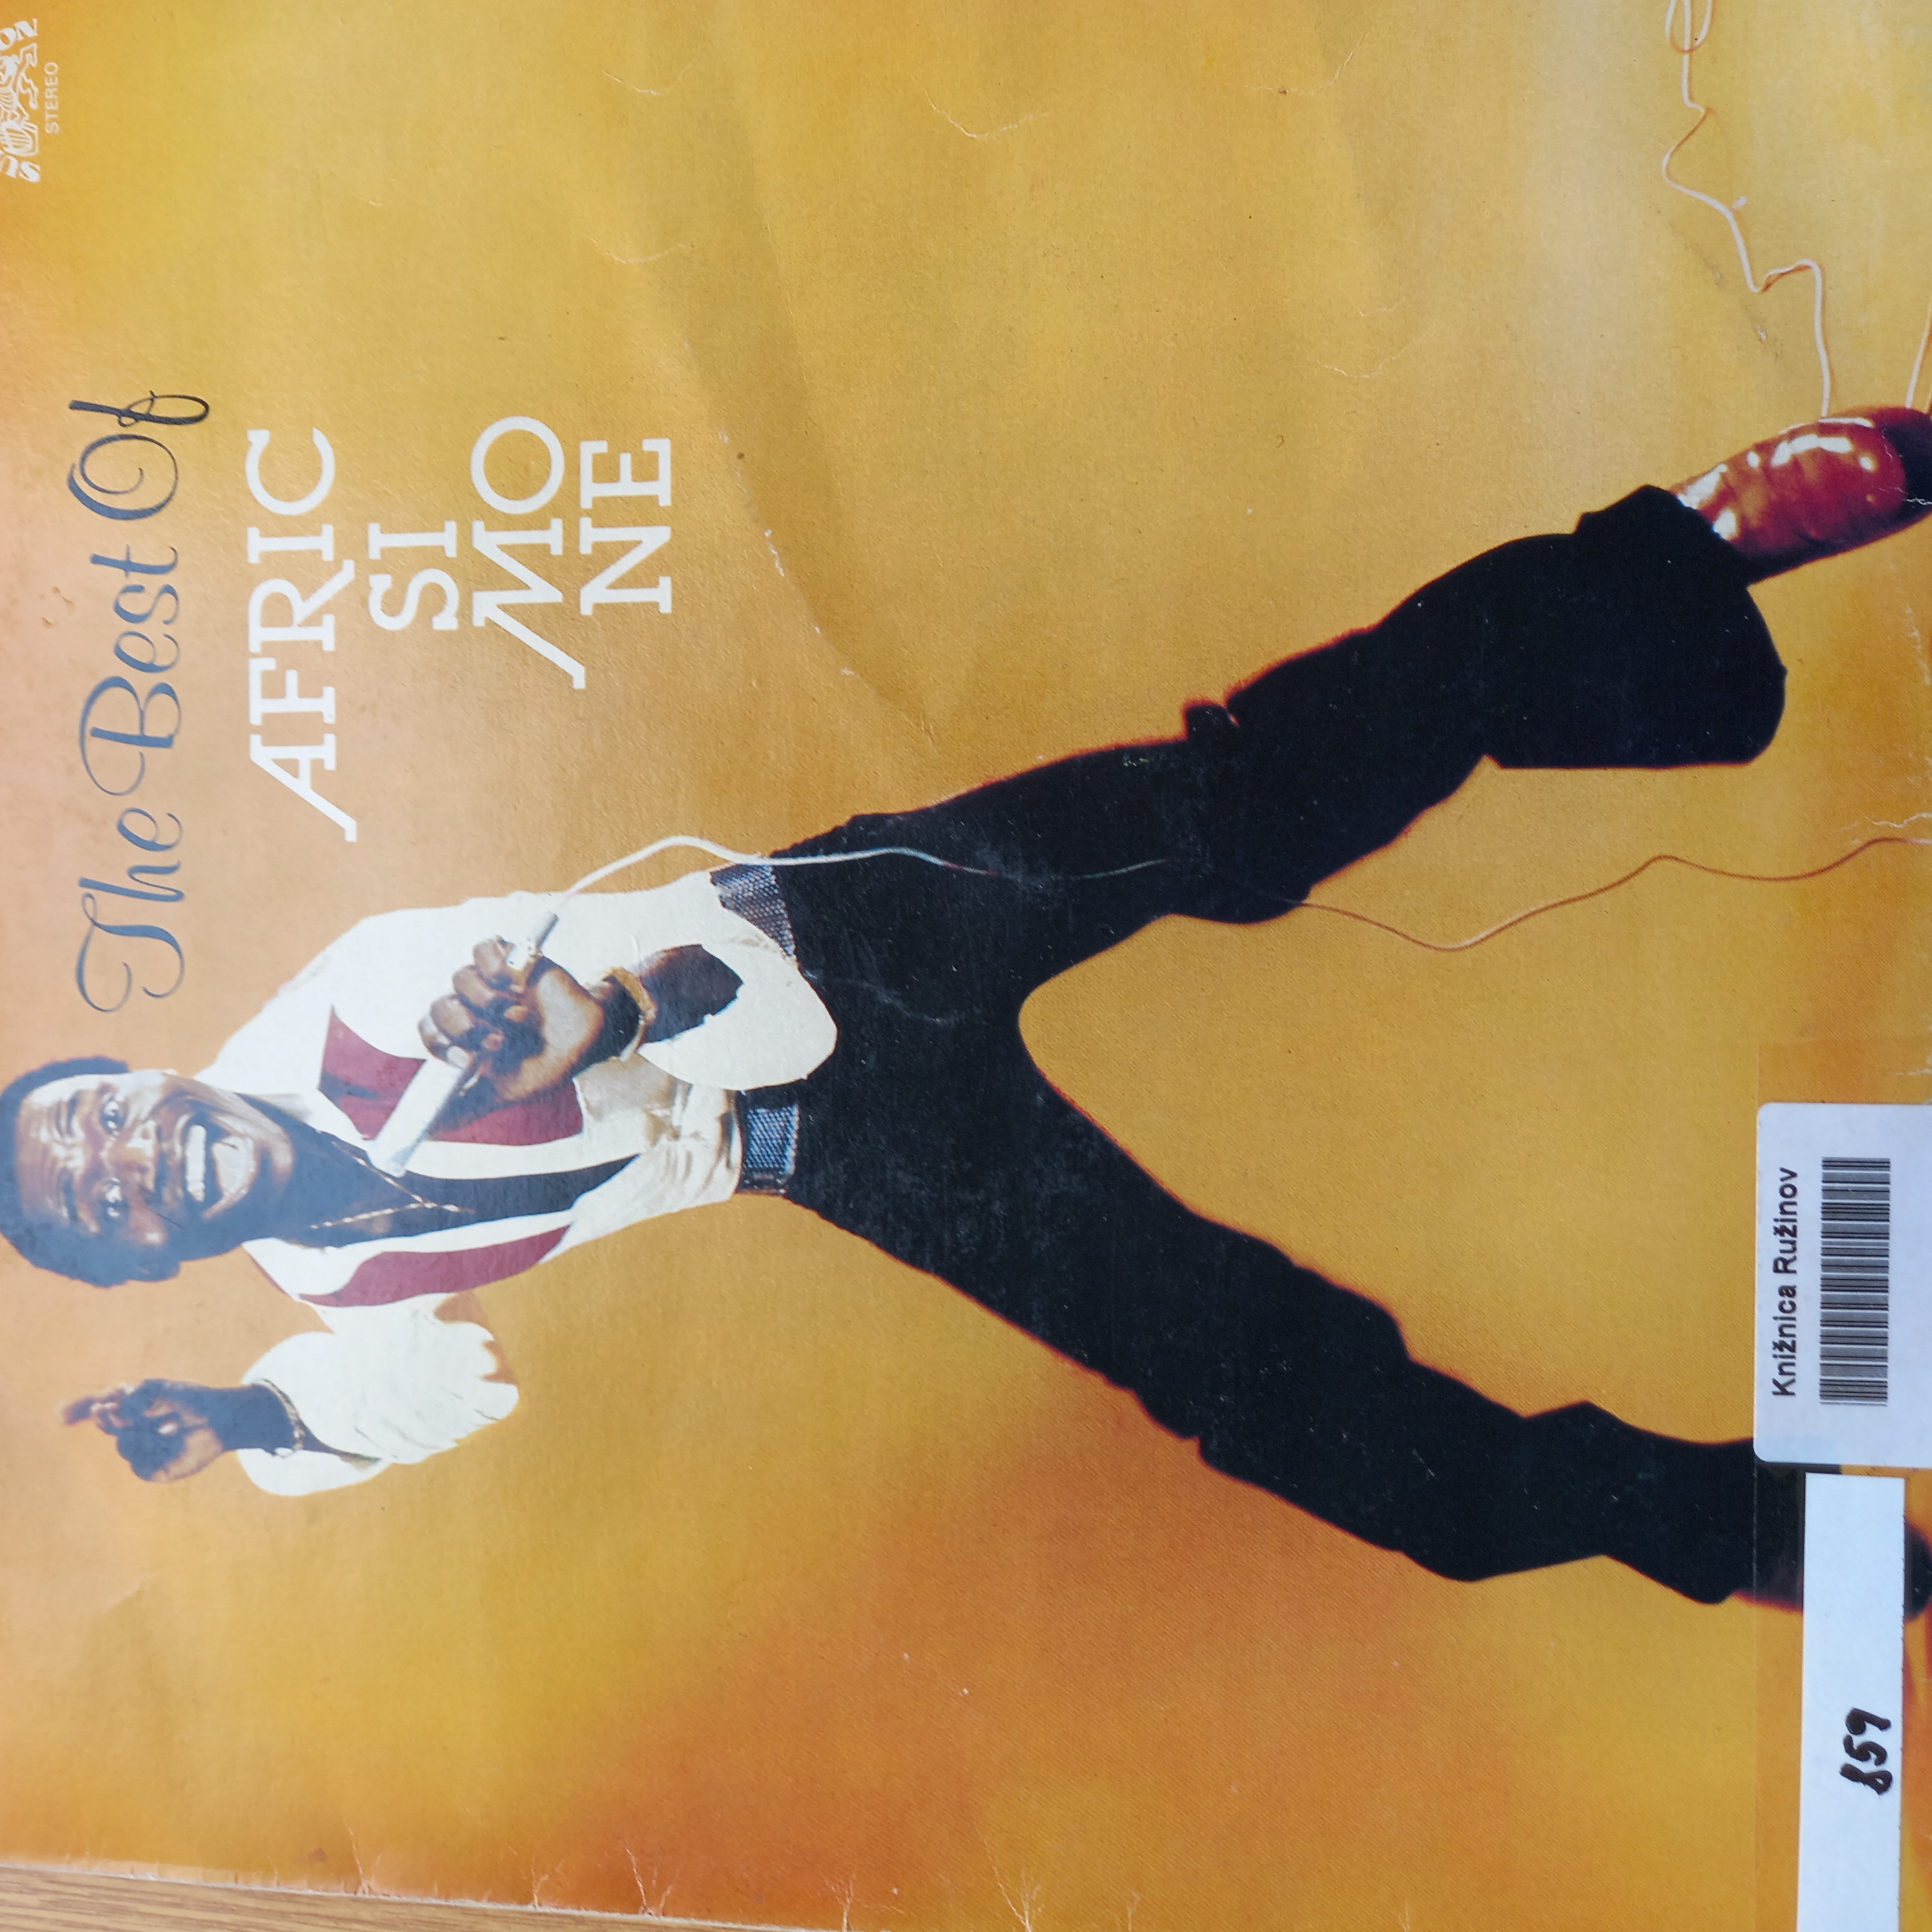 STEREO
The Best Of
AFRIC
SI
MO
NE
Knižnica Ružinov
859